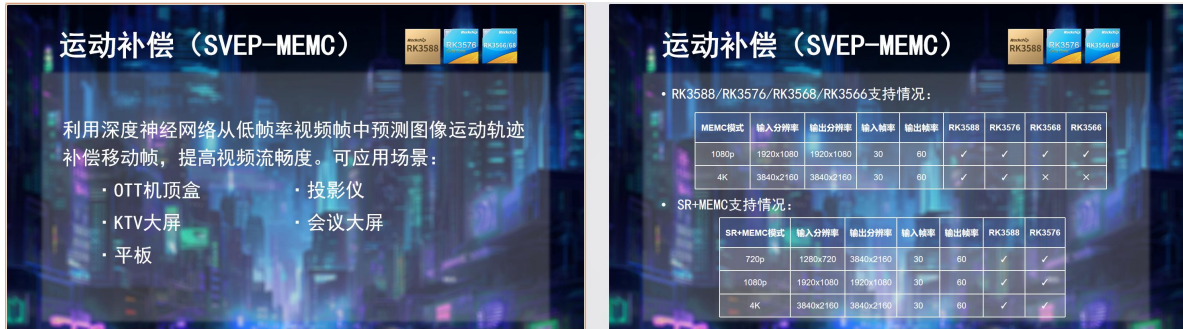 运动补偿（SVEP-MEMC）
RK3588 RK3576 RK3566/68
利用深度神经网络从低帧率视频帧中预测图像运动轨迹
补偿移动帧，提高视频流畅度。可应用场景：
·OTT机顶盒 ·投影仪
·KTV大屏 ·会议大屏
·平板
运动补偿（SVEP-MEMC）
RK3588 RK3576 RK3566/68
• RK3588/RK3576/RK3568/RK3566支持情况：
MEMC模式 输入分辨率 输出分辨率 输入帧率 输出帧率 RK3588 RK3576 RK3568 RK3566
1080p 1920x1080 1920x1080 30 60 ✓ ✓ ✓ ✓
4K 3840x2160 3840x2160 30 60 ✓ ✓ × ×
• SR+MEMC支持情况：
SR+MEMC模式 输入分辨率 输出分辨率 输入帧率 输出帧率 RK3588 RK3576
720p 1280x720 3840x2160 30 60 ✓ ✓
1080p 1920x1080 1920x1080 30 60 ✓ ✓
4K 3840x2160 3840x2160 30 60 ✓ ✓